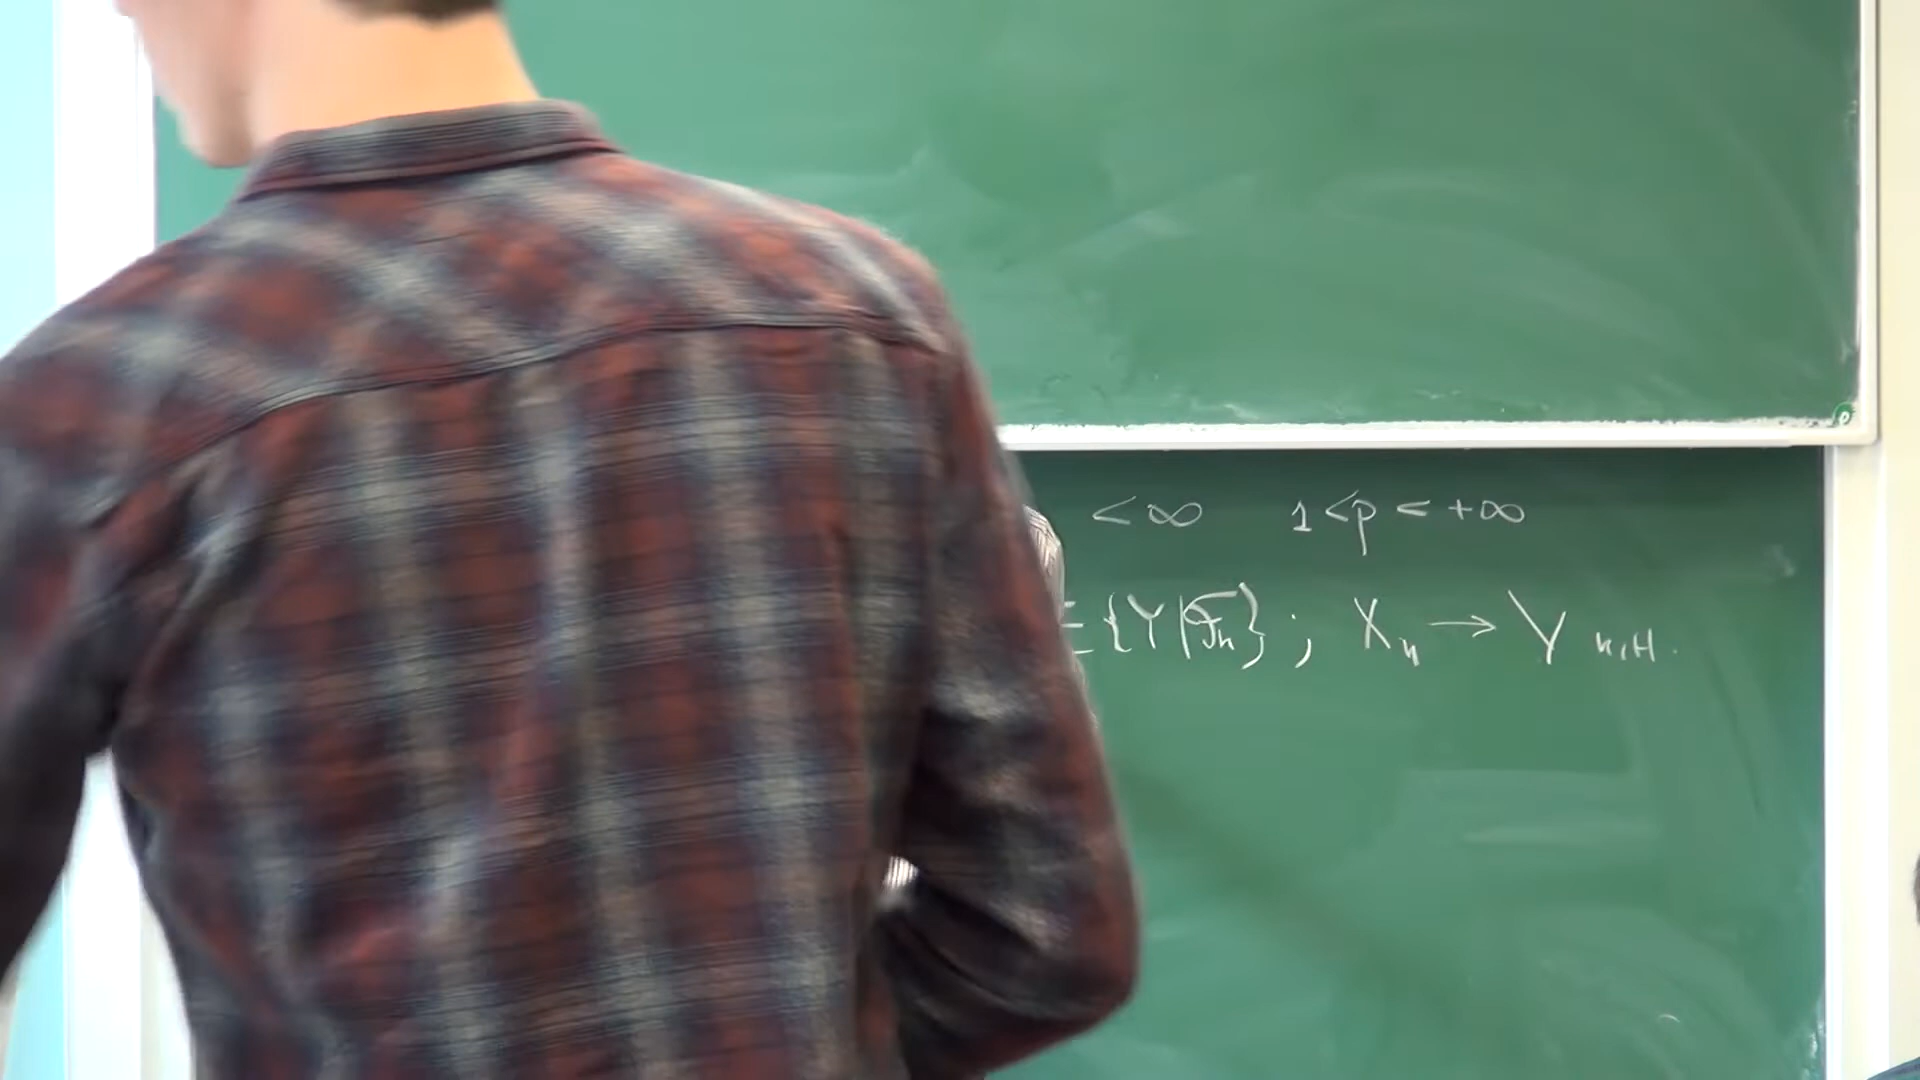 < ∞ 1 < p < +∞
E{Y|ℱₙ} ; Xₙ → Y п.н.